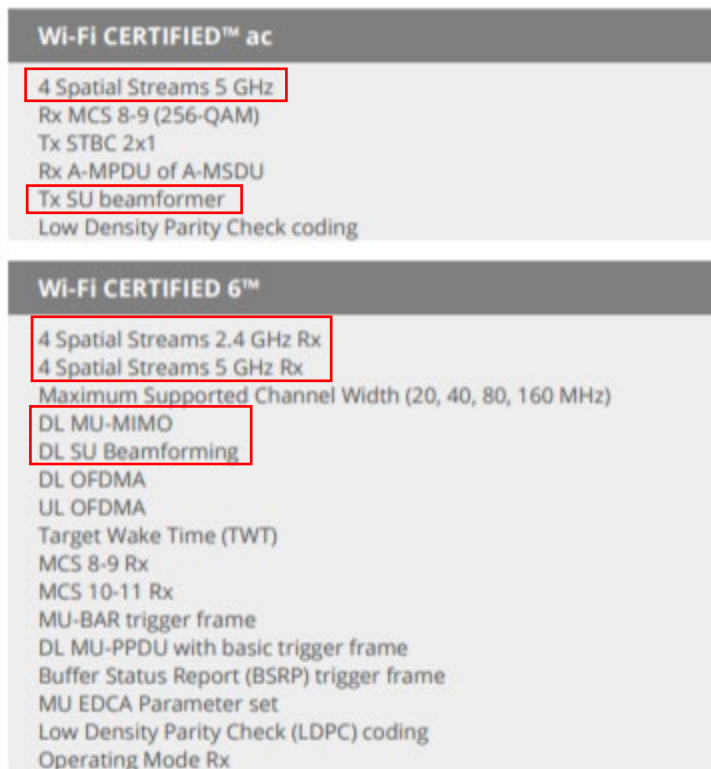 Wi-Fi CERTIFIED™ ac
4 Spatial Streams 5 GHz
Rx MCS 8-9 (256-QAM)
Tx STBC 2x1
Rx A-MPDU of A-MSDU
Tx SU beamformer
Low Density Parity Check coding
Wi-Fi CERTIFIED 6™
4 Spatial Streams 2.4 GHz Rx
4 Spatial Streams 5 GHz Rx
Maximum Supported Channel Width (20, 40, 80, 160 MHz)
DL MU-MIMO
DL SU Beamforming
DL OFDMA
UL OFDMA
Target Wake Time (TWT)
MCS 8-9 Rx
MCS 10-11 Rx
MU-BAR trigger frame
DL MU-PPDU with basic trigger frame
Buffer Status Report (BSRP) trigger frame
MU EDCA Parameter set
Low Density Parity Check (LDPC) coding
Operating Mode Rx